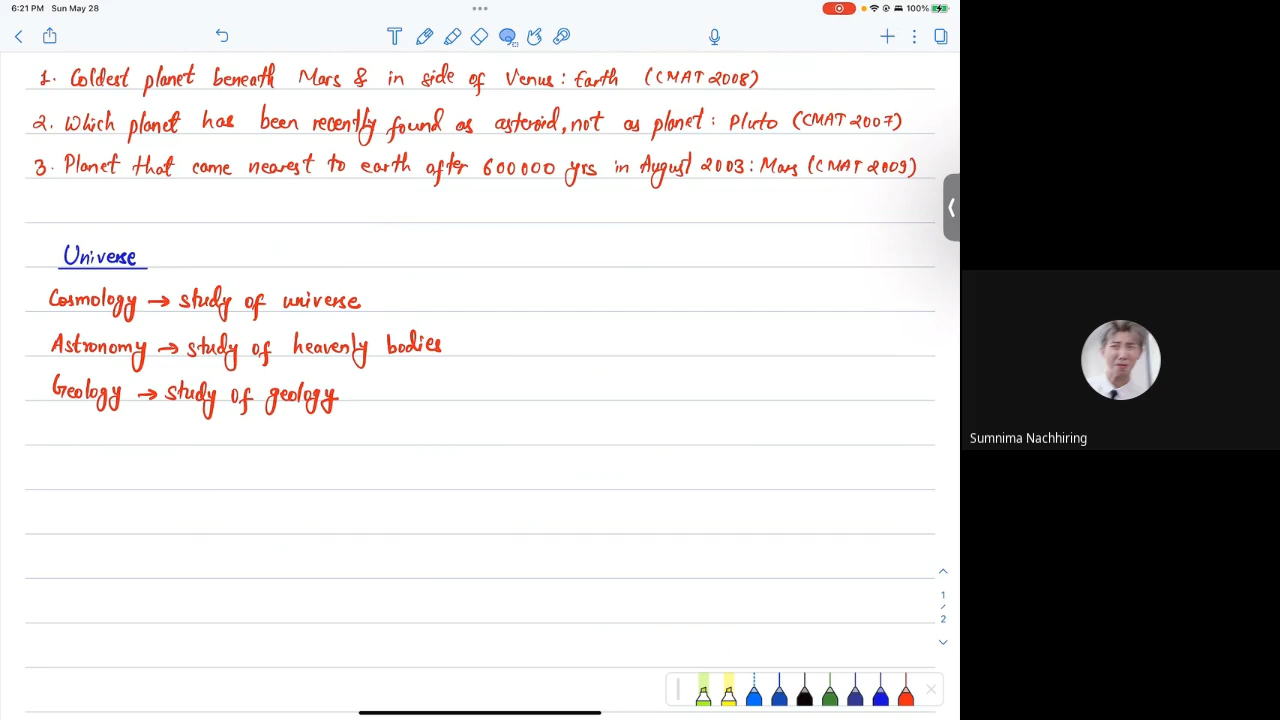 6:21 PM Sun May 28
100%
1. Coldest planet beneath Mars & in side of Venus: Earth (CMAT 2008)
2. Which planet has been recently found as asteroid, not as planet: Pluto (CMAT 2007)
3. Planet that came nearest to earth after 600000 yrs in August 2003: Mars (CMAT 2009)
Universe
Cosmology → study of universe
Astronomy → study of heavenly bodies
Geology → study of geology
Sumnima Nachhiring
1
/
2